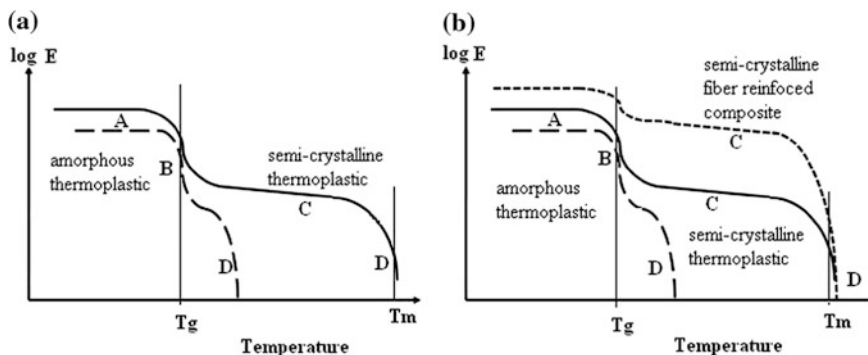 (a)
log E
A
B
amorphous
thermoplastic
semi-crystalline
thermoplastic
C
D
D
Tg
Tm
Temperature
(b)
log E
semi-crystalline
fiber reinfoced
composite
A
C
B
amorphous
thermoplastic
C
semi-crystalline
thermoplastic
D
D
Tg
Tm
Temperature